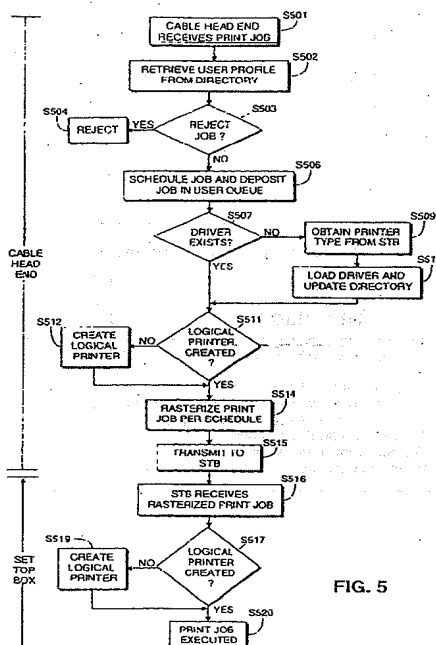 S501
CABLE HEAD END
RECEIVES PRINT JOB
S502
RETRIEVE USER PROFILE
FROM DIRECTORY
S504
S503
REJECT
YES
REJECT
JOB ?
NO
S506
SCHEDULE JOB AND DEPOSIT
JOB IN USER QUEUE
S507
DRIVER
EXISTS?
NO
S509
OBTAIN PRINTER
TYPE FROM STB
YES
S51
LOAD DRIVER AND
UPDATE DIRECTORY
CABLE
HEAD
END
S511
S512
CREATE
LOGICAL
PRINTER
NO
LOGICAL
PRINTER
CREATED
?
YES
S514
RASTERIZE PRINT
JOB PER SCHEDULE
S515
TRANSMIT TO
STB
S516
STB RECEIVES
RASTERIZED PRINT JOB
S517
S519
SET
TOP
BOX
CREATE
LOGICAL
PRINTER
NO
LOGICAL
PRINTER
CREATED
?
YES
S520
PRINT JOB
EXECUTED
FIG. 5